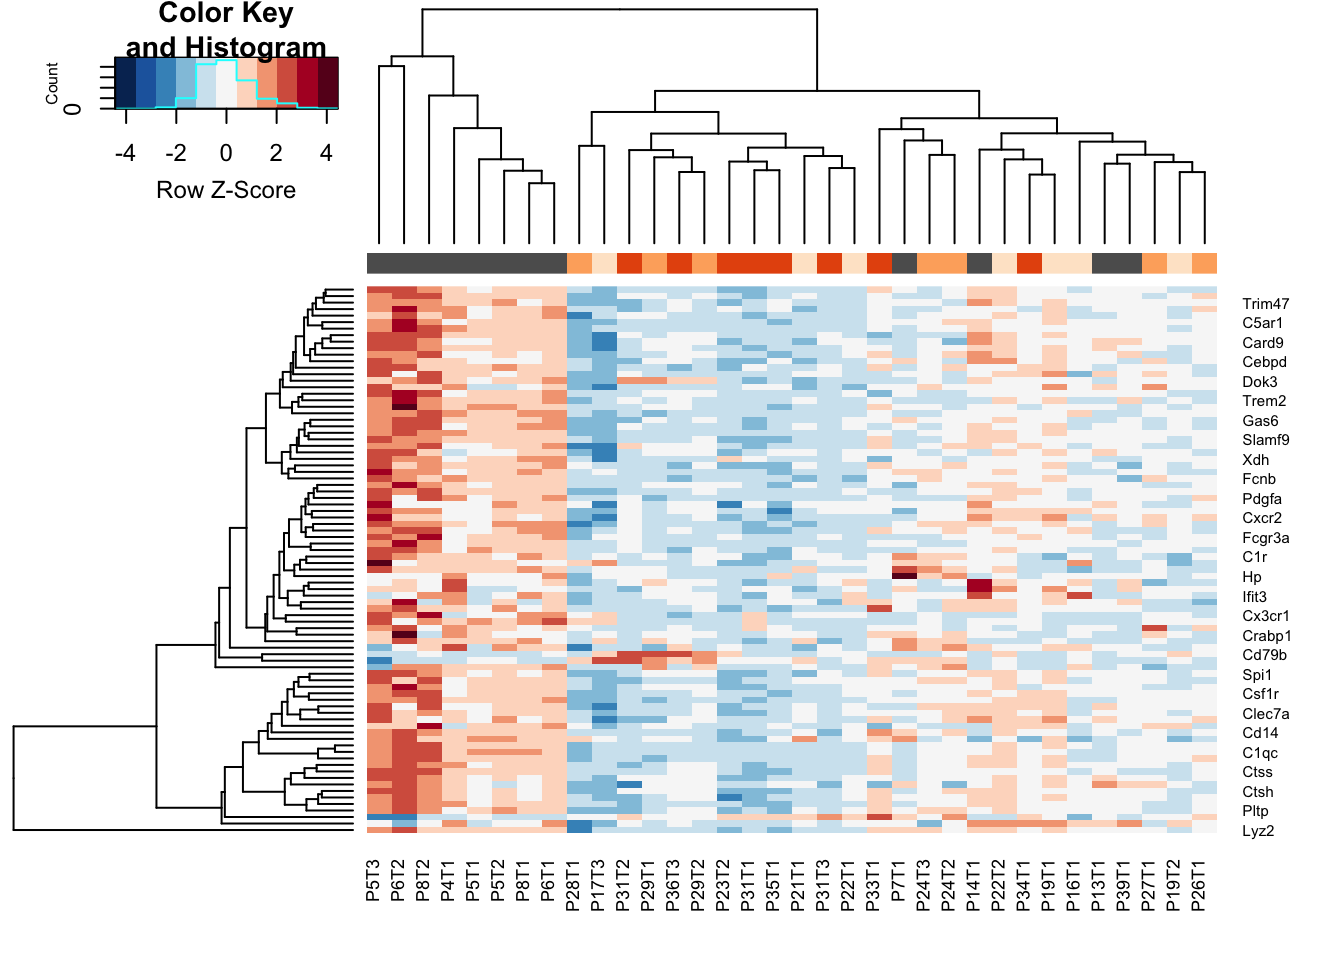 Color Key
and Histogram
Count
0
-4 -2 0 2 4
Row Z-Score
Trim47
C5ar1
Card9
Cebpd
Dok3
Trem2
Gas6
Slamf9
Xdh
Fcnb
Pdgfa
Cxcr2
Fcgr3a
C1r
Hp
Ifit3
Cx3cr1
Crabp1
Cd79b
Spi1
Csf1r
Clec7a
Cd14
C1qc
Ctss
Ctsh
Pltp
Lyz2
P5T3 P6T2 P8T2 P4T1 P5T1 P5T2 P8T1 P6T1 P28T1 P17T3 P31T2 P29T1 P36T3 P29T2 P23T2 P31T1 P35T1 P21T1 P31T3 P22T1 P33T1 P7T1 P24T3 P24T2 P14T1 P22T2 P34T1 P19T1 P16T1 P13T1 P39T1 P27T1 P19T2 P26T1